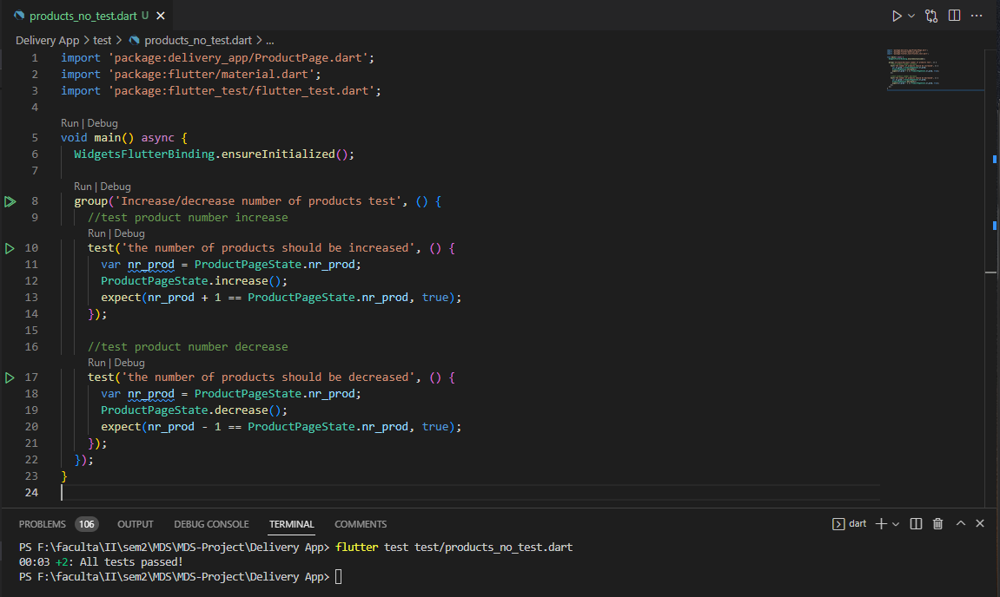 products_no_test.dart U
Delivery App > test > products_no_test.dart > ...
1 import 'package:delivery_app/ProductPage.dart';
2 import 'package:flutter/material.dart';
3 import 'package:flutter_test/flutter_test.dart';
4
Run | Debug
5 void main() async {
6 WidgetsFlutterBinding.ensureInitialized();
7
Run | Debug
8 group('Increase/decrease number of products test', () {
9 //test product number increase
Run | Debug
10 test('the number of products should be increased', () {
11 var nr_prod = ProductPageState.nr_prod;
12 ProductPageState.increase();
13 expect(nr_prod + 1 == ProductPageState.nr_prod, true);
14 });
15
16 //test product number decrease
Run | Debug
17 test('the number of products should be decreased', () {
18 var nr_prod = ProductPageState.nr_prod;
19 ProductPageState.decrease();
20 expect(nr_prod - 1 == ProductPageState.nr_prod, true);
21 });
22 });
23 }
24
PROBLEMS 106 OUTPUT DEBUG CONSOLE TERMINAL COMMENTS dart
PS F:\faculta\II\sem2\MDS\MDS-Project\Delivery App> flutter test test/products_no_test.dart
00:03 +2: All tests passed!
PS F:\faculta\II\sem2\MDS\MDS-Project\Delivery App>